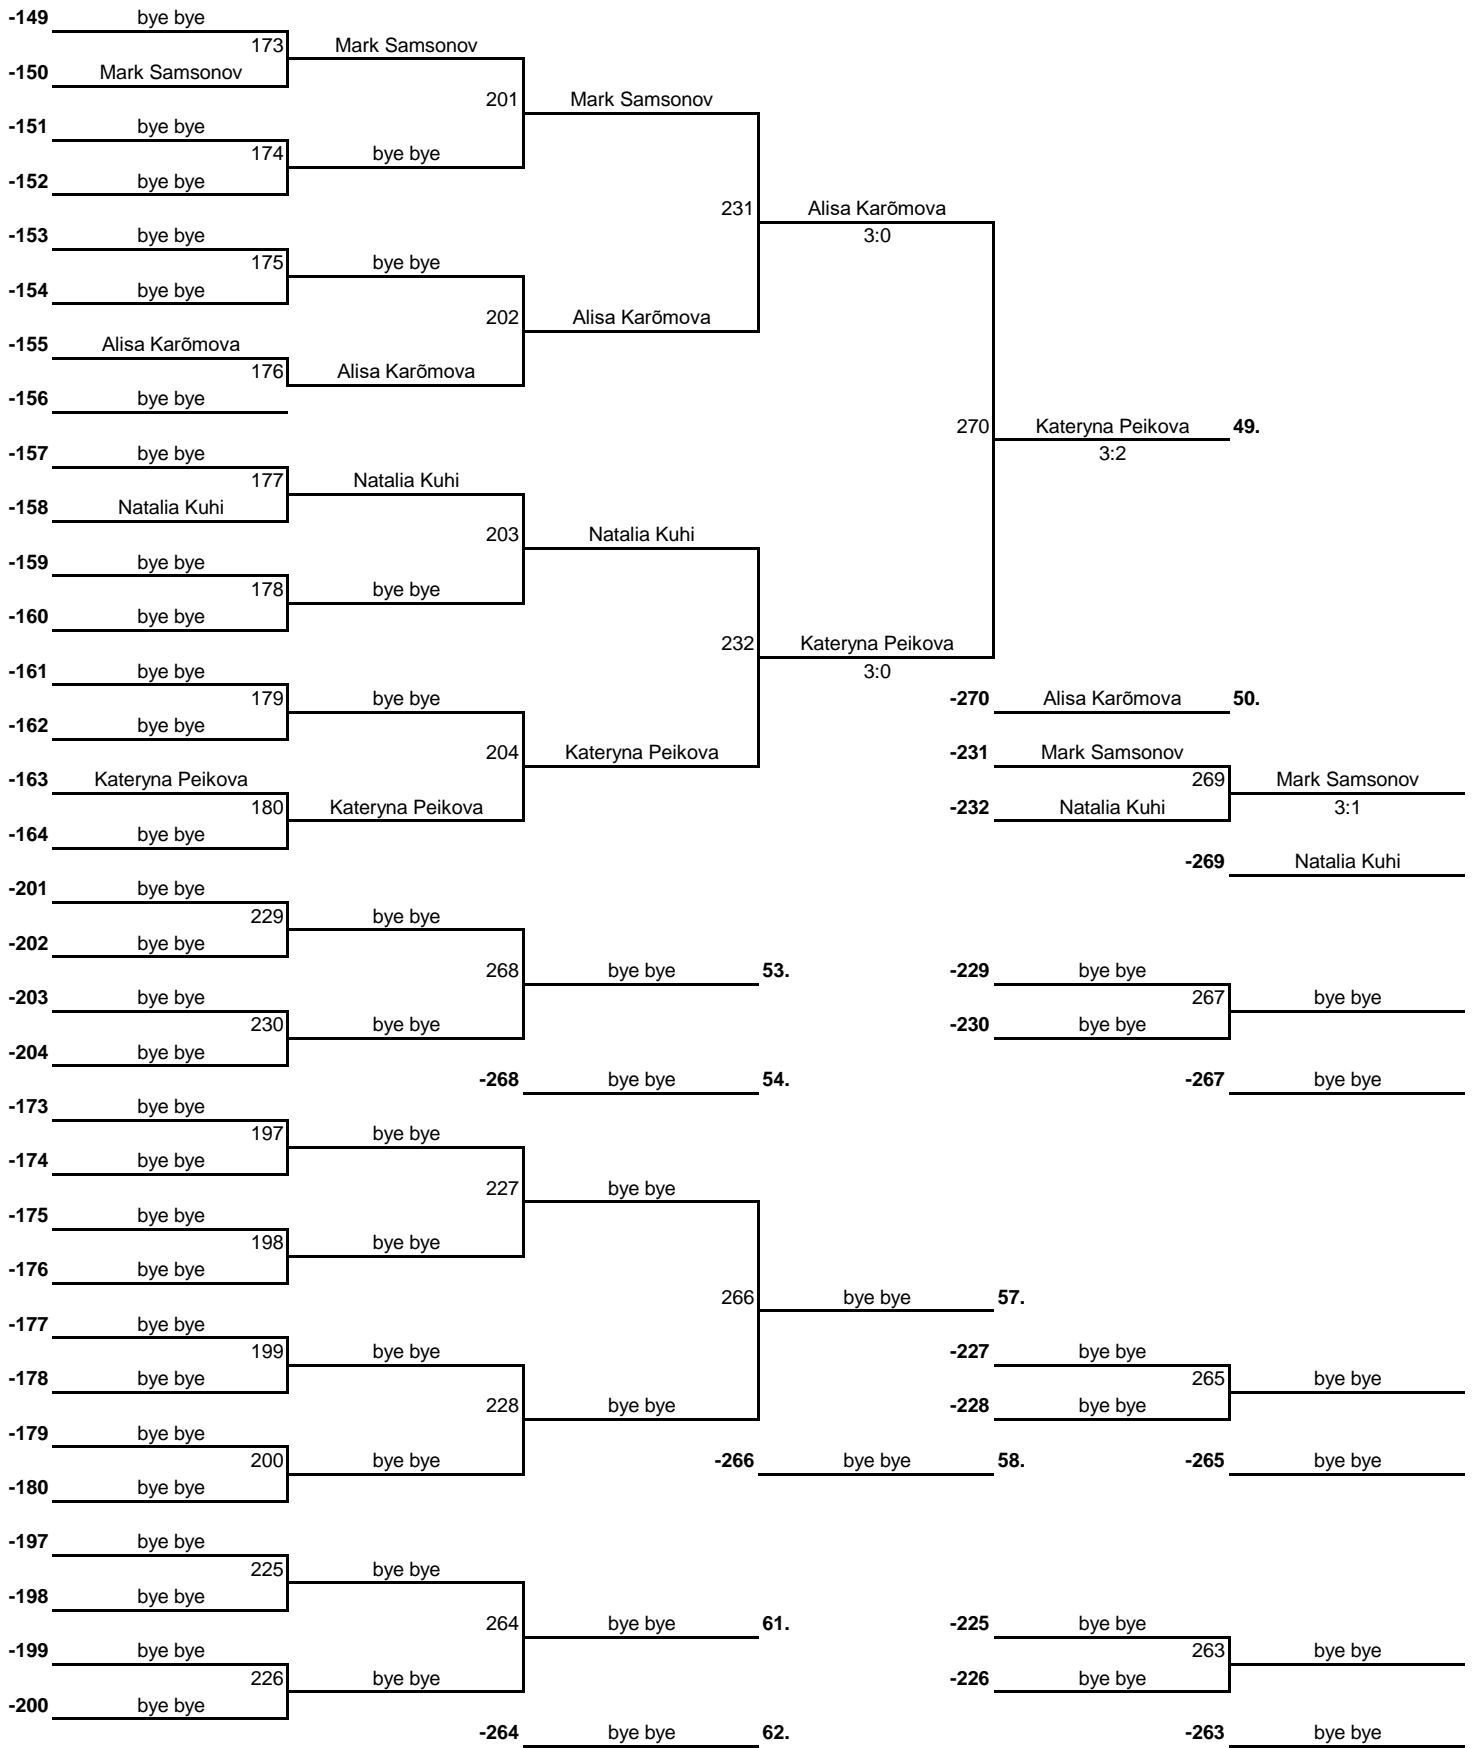 -149 bye bye
173 Mark Samsonov
-150 Mark Samsonov
201 Mark Samsonov
-151 bye bye
174 bye bye
-152 bye bye
231 Alisa Karõmova
-153 bye bye
3:0
175 bye bye
-154 bye bye
202 Alisa Karõmova
-155 Alisa Karõmova
176 Alisa Karõmova
-156 bye bye
270 Kateryna Peikova 49.
-157 bye bye
3:2
177 Natalia Kuhi
-158 Natalia Kuhi
203 Natalia Kuhi
-159 bye bye
178 bye bye
-160 bye bye
232 Kateryna Peikova
-161 bye bye
3:0
179 bye bye
-270 Alisa Karõmova 50.
-162 bye bye
204 Kateryna Peikova
-231 Mark Samsonov
-163 Kateryna Peikova
269 Mark Samsonov
180 Kateryna Peikova
-232 Natalia Kuhi
3:1
-164 bye bye
-269 Natalia Kuhi
-201 bye bye
229 bye bye
-202 bye bye
268 bye bye 53.
-229 bye bye
-203 bye bye
267 bye bye
230 bye bye
-230 bye bye
-204 bye bye
-268 bye bye 54.
-267 bye bye
-173 bye bye
197 bye bye
-174 bye bye
227 bye bye
-175 bye bye
198 bye bye
-176 bye bye
266 bye bye 57.
-177 bye bye
199 bye bye
-227 bye bye
-178 bye bye
265 bye bye
228 bye bye
-228 bye bye
-179 bye bye
200 bye bye
-266 bye bye 58.
-265 bye bye
-180 bye bye
-197 bye bye
225 bye bye
-198 bye bye
264 bye bye 61.
-225 bye bye
-199 bye bye
263 bye bye
226 bye bye
-226 bye bye
-200 bye bye
-264 bye bye 62.
-263 bye bye